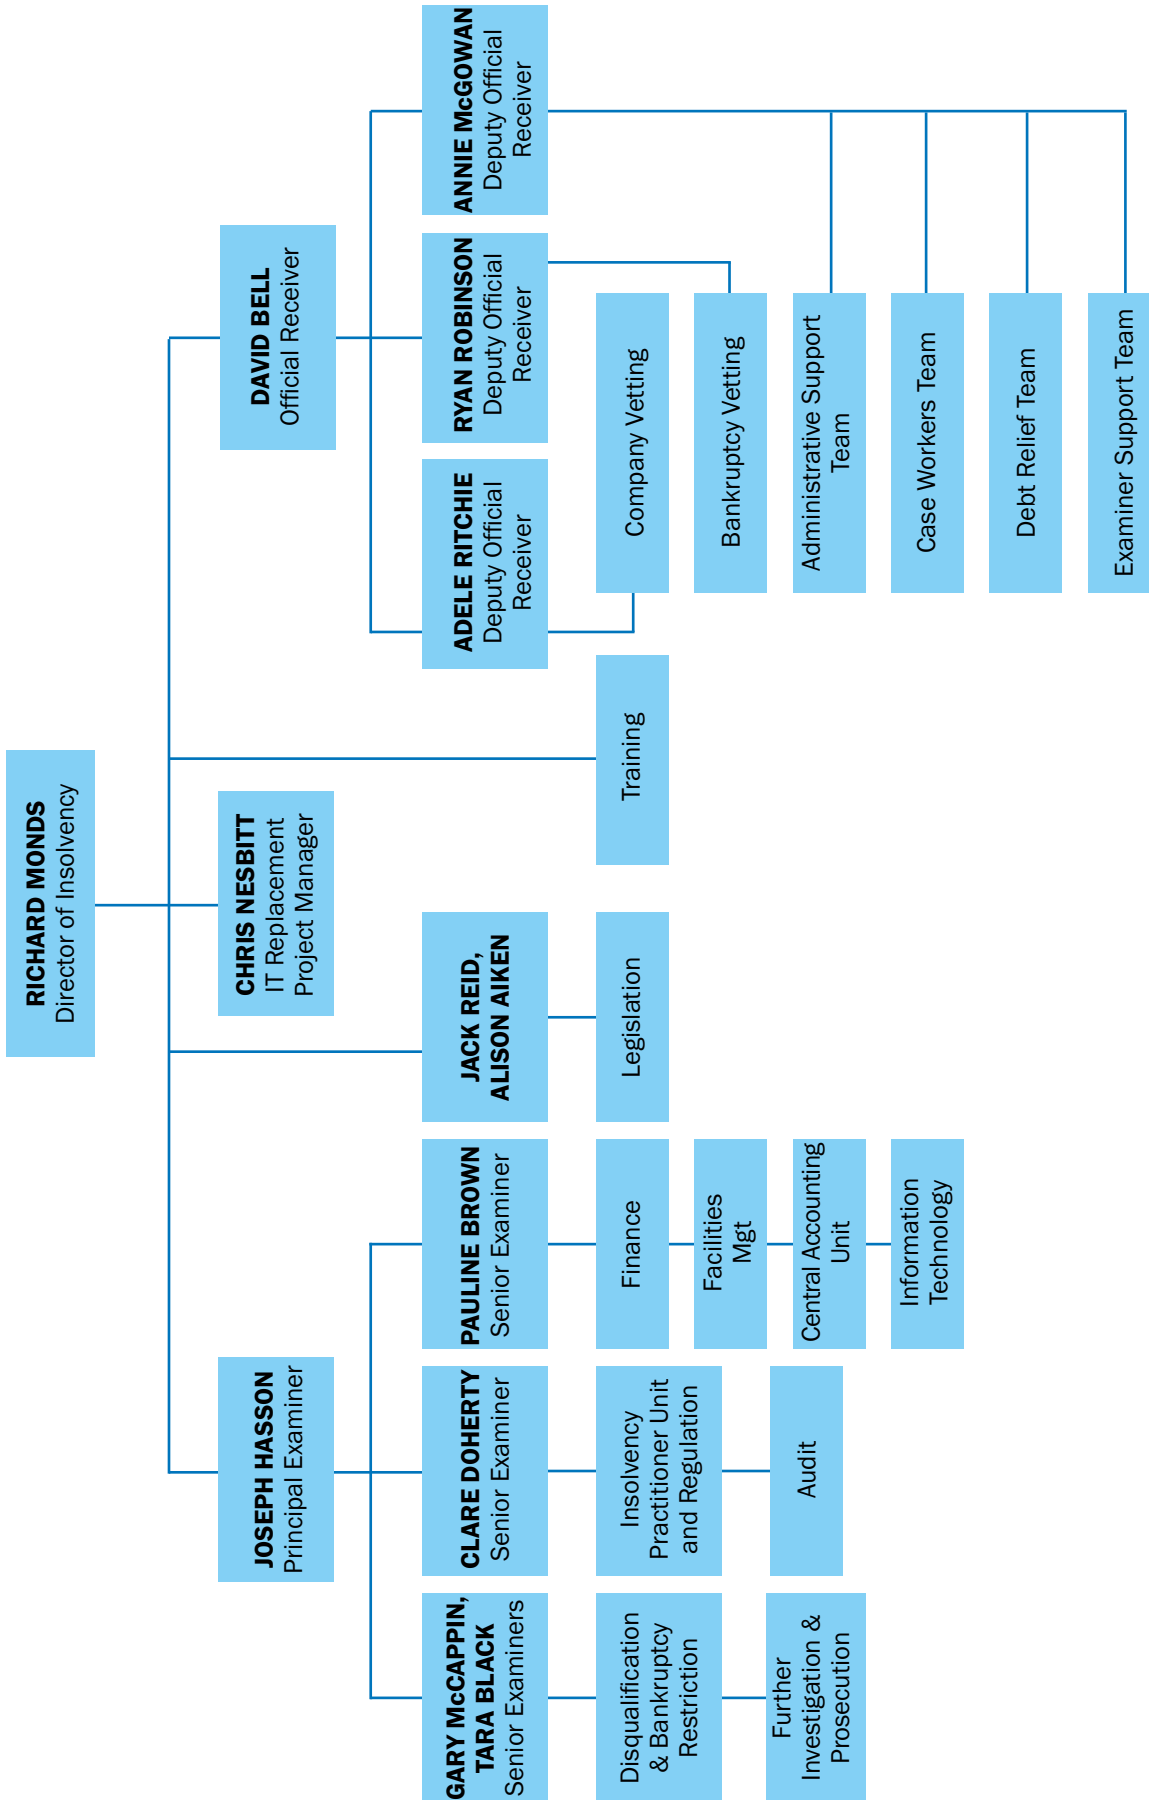 RICHARD MONDS
Director of Insolvency
JOSEPH HASSON
Principal Examiner
CHRIS NESBITT
IT Replacement
Project Manager
DAVID BELL
Official Receiver
GARY McCAPPIN,
TARA BLACK
Senior Examiners
CLARE DOHERTY
Senior Examiner
PAULINE BROWN
Senior Examiner
JACK REID,
ALISON AIKEN
ADELE RITCHIE
Deputy Official
Receiver
RYAN ROBINSON
Deputy Official
Receiver
ANNIE McGOWAN
Deputy Official
Receiver
Disqualification
& Bankruptcy
Restriction
Further
Investigation &
Prosecution
Insolvency
Practitioner Unit
and Regulation
Audit
Finance
Facilities
Mgt
Central Accounting
Unit
Information
Technology
Legislation
Training
Company Vetting
Bankruptcy Vetting
Administrative Support
Team
Case Workers Team
Debt Relief Team
Examiner Support Team